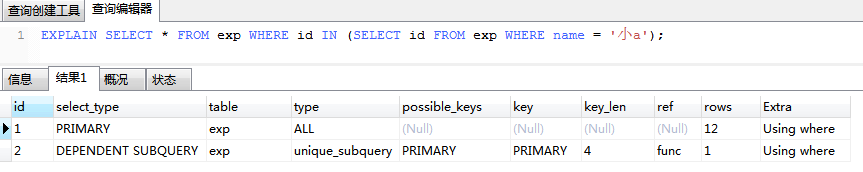 查询创建工具 查询编辑器
1 EXPLAIN SELECT * FROM exp WHERE id IN (SELECT id FROM exp WHERE name = '小a');
信息 结果1 概况 状态
id select_type table type possible_keys key key_len ref rows Extra
1 PRIMARY exp ALL (Null) (Null) (Null) (Null) 12 Using where
2 DEPENDENT SUBQUERY exp unique_subquery PRIMARY PRIMARY 4 func 1 Using where